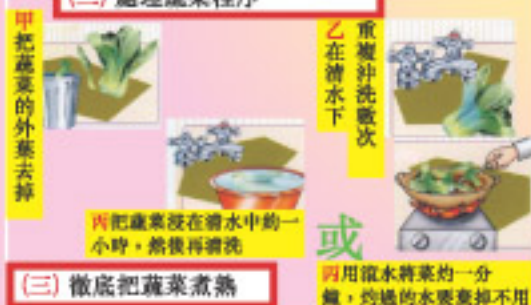 (二) 處理蔬菜程序
甲把蔬菜的外葉去掉
乙在清水下
重複沖洗數次
丙把蔬菜浸在清水中約一
小時,然後再清洗
或
丙用滾水將菜灼一分
鐘,灼過的水要棄掉不用
(三) 徹底把蔬菜煮熟